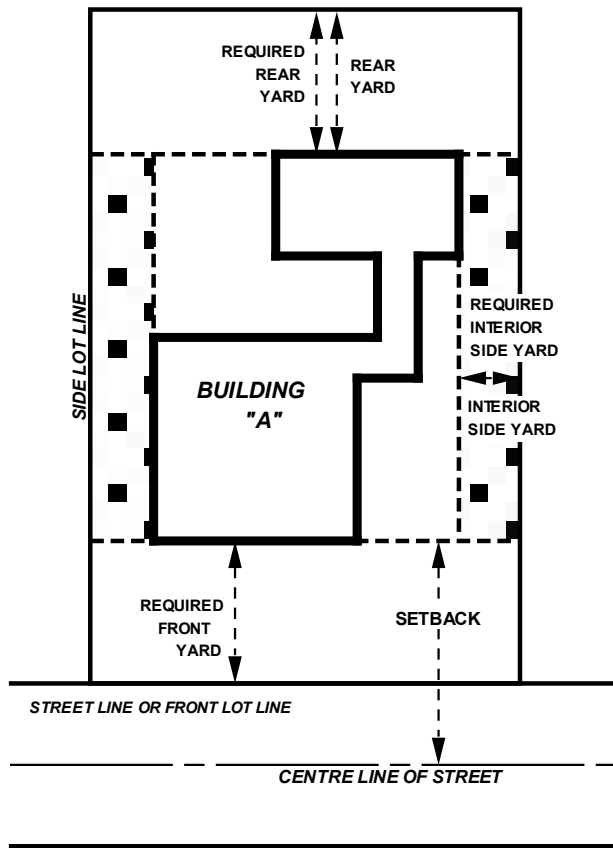 REQUIRED
REAR
YARD
REAR
YARD
SIDE LOT LINE
REQUIRED
INTERIOR
SIDE YARD
INTERIOR
SIDE YARD
BUILDING
"A"
REQUIRED
FRONT
YARD
SETBACK
STREET LINE OR FRONT LOT LINE
CENTRE LINE OF STREET